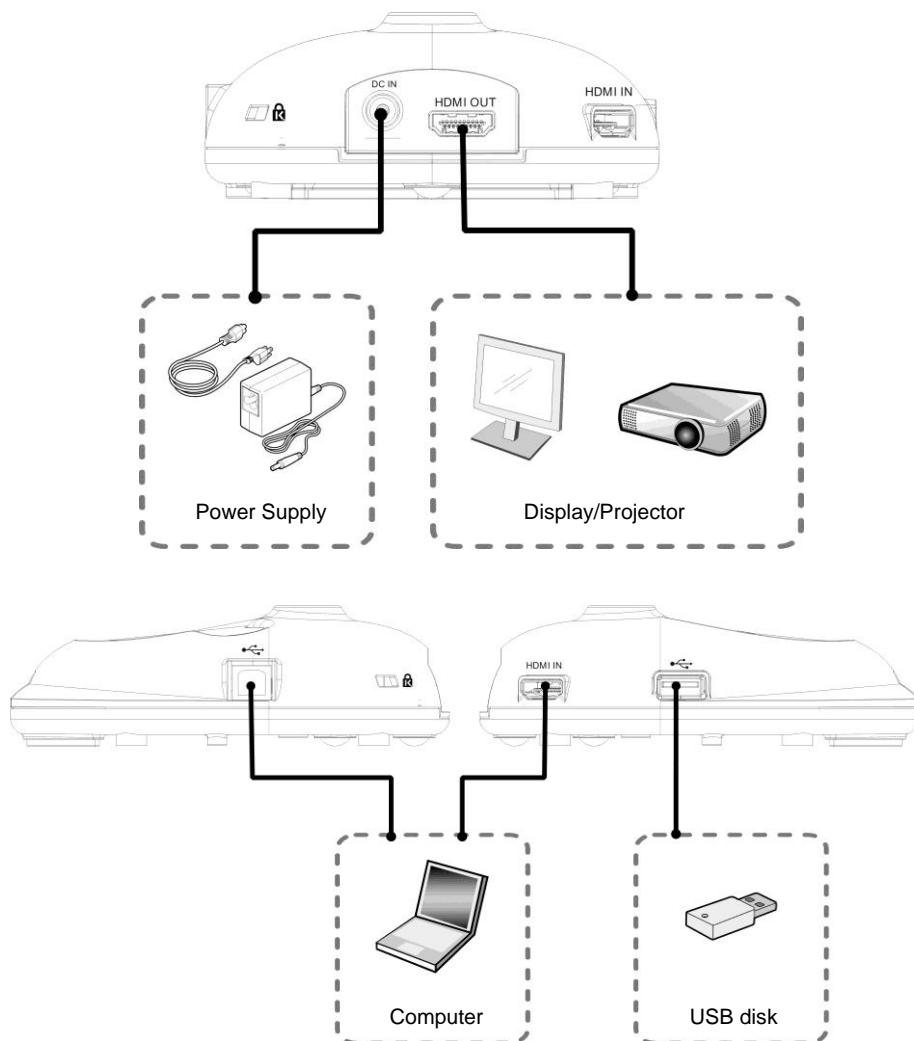 DC IN
HDMI OUT
HDMI IN
K
Power Supply
Display/Projector
K
HDMI IN
Computer
USB disk